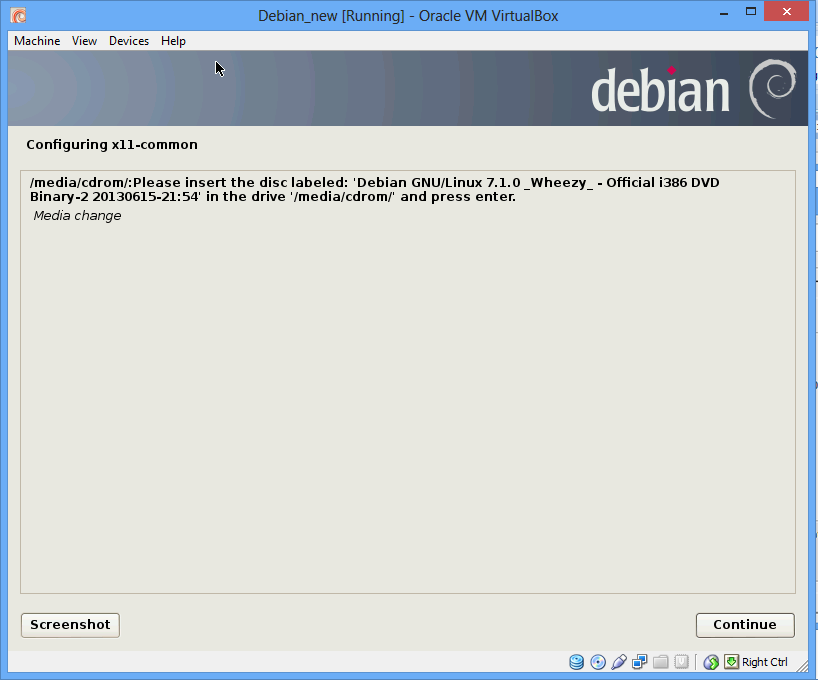 Debian_new [Running] - Oracle VM VirtualBox
Machine View Devices Help
debian
Configuring x11-common
/media/cdrom/:Please insert the disc labeled: 'Debian GNU/Linux 7.1.0 _Wheezy_ - Official i386 DVD
Binary-2 20130615-21:54' in the drive '/media/cdrom/' and press enter.
Media change
Screenshot Continue
Right Ctrl